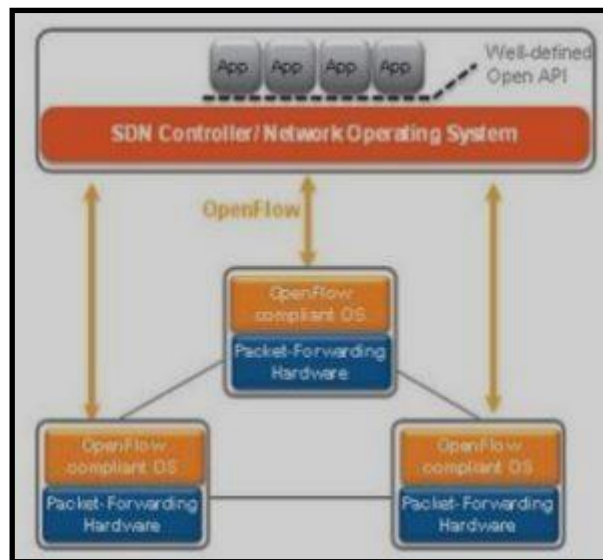 App App App App
Well-defined
Open API
SDN Controller/Network Operating System
OpenFlow
OpenFlow
compliant OS
Packet-Forwarding
Hardware
OpenFlow
compliant OS
Packet-Forwarding
Hardware
OpenFlow
compliant OS
Packet-Forwarding
Hardware